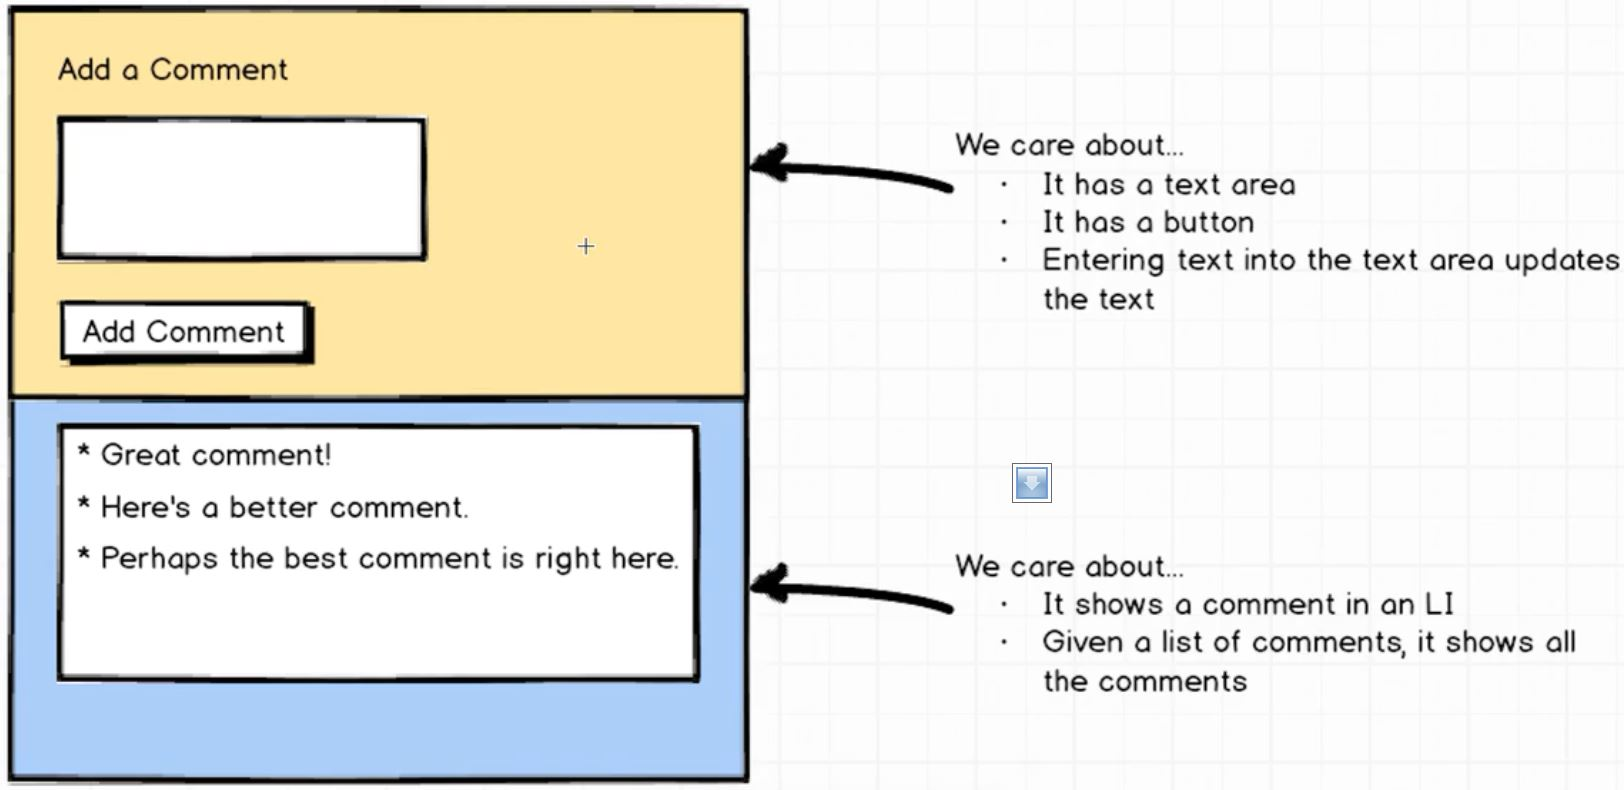 Add a Comment
Add Comment
* Great comment!
* Here's a better comment.
* Perhaps the best comment is right here.
We care about...
· It has a text area
· It has a button
· Entering text into the text area updates
the text
We care about...
· It shows a comment in an LI
· Given a list of comments, it shows all
the comments